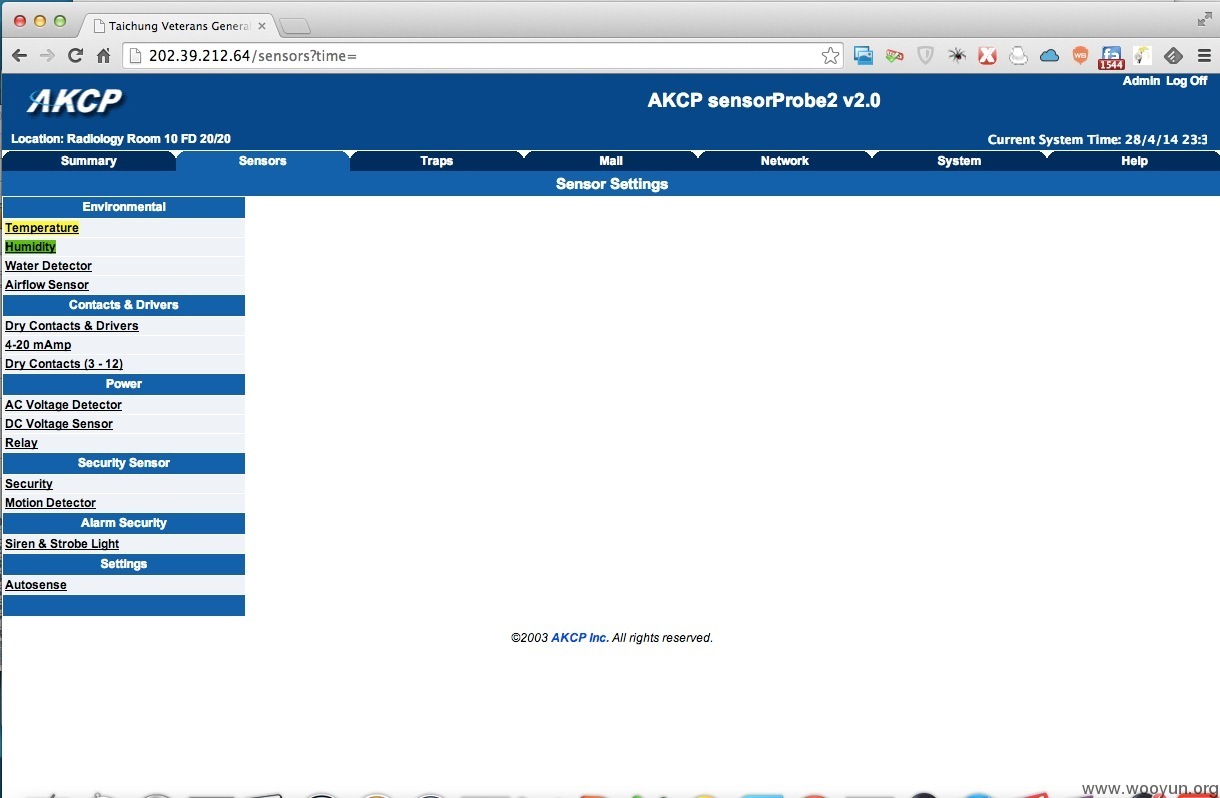 Taichung Veterans Genera
202.39.212.64/sensors?time=
WB
1544
Admin Log Off
AKCP
AKCP sensorProbe2 v2.0
Location: Radiology Room 10 FD 20/20
Current System Time: 28/4/14 23:3
Summary Sensors Traps Mail Network System Help
Sensor Settings
Environmental
Temperature
Humidity
Water Detector
Airflow Sensor
Contacts & Drivers
Dry Contacts & Drivers
4-20 mAmp
Dry Contacts (3 - 12)
Power
AC Voltage Detector
DC Voltage Sensor
Relay
Security Sensor
Security
Motion Detector
Alarm Security
Siren & Strobe Light
Settings
Autosense
©2003 AKCP Inc. All rights reserved.
www.wooyun.org